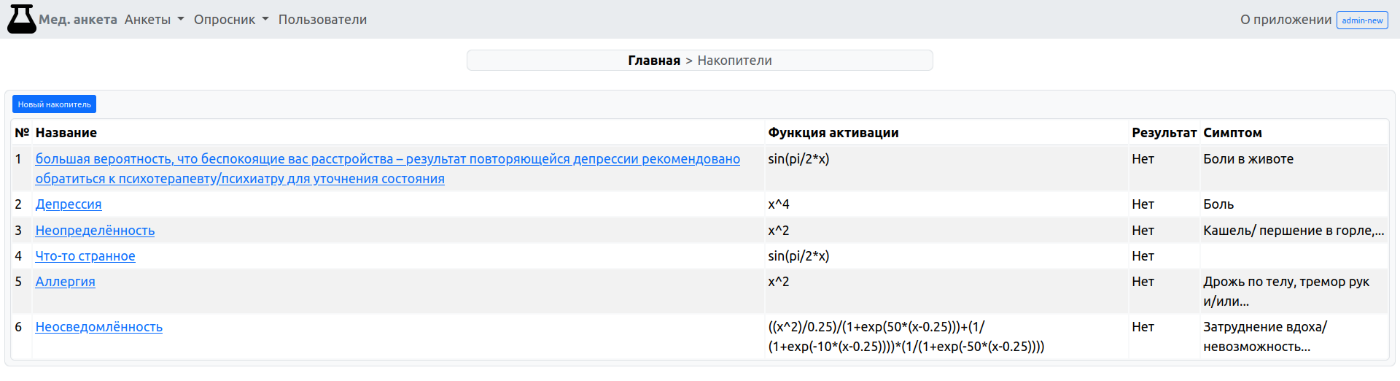 Мед. анкета Анкеты Опросник Пользователи О приложении admin-new
Главная > Накопители
Новый накопитель
№ Название Функция активации Результат Симптом
1 большая вероятность, что беспокоящие вас расстройства – результат повторяющейся депрессии рекомендовано sin(pi/2*x) Нет Боли в животе
обратиться к психотерапевту/психиатру для уточнения состояния
2 Депрессия x^4 Нет Боль
3 Неопределённость x^2 Нет Кашель/ першение в горле,...
4 Что-то странное sin(pi/2*x) Нет
5 Аллергия x^2 Нет Дрожь по телу, тремор рук
и/или...
6 Неосведомлённость ((x^2)/0.25)/(1+exp(50*(x-0.25)))+(1/ Нет Затруднение вдоха/
(1+exp(-10*(x-0.25))))*(1/(1+exp(-50*(x-0.25)))) невозможность...